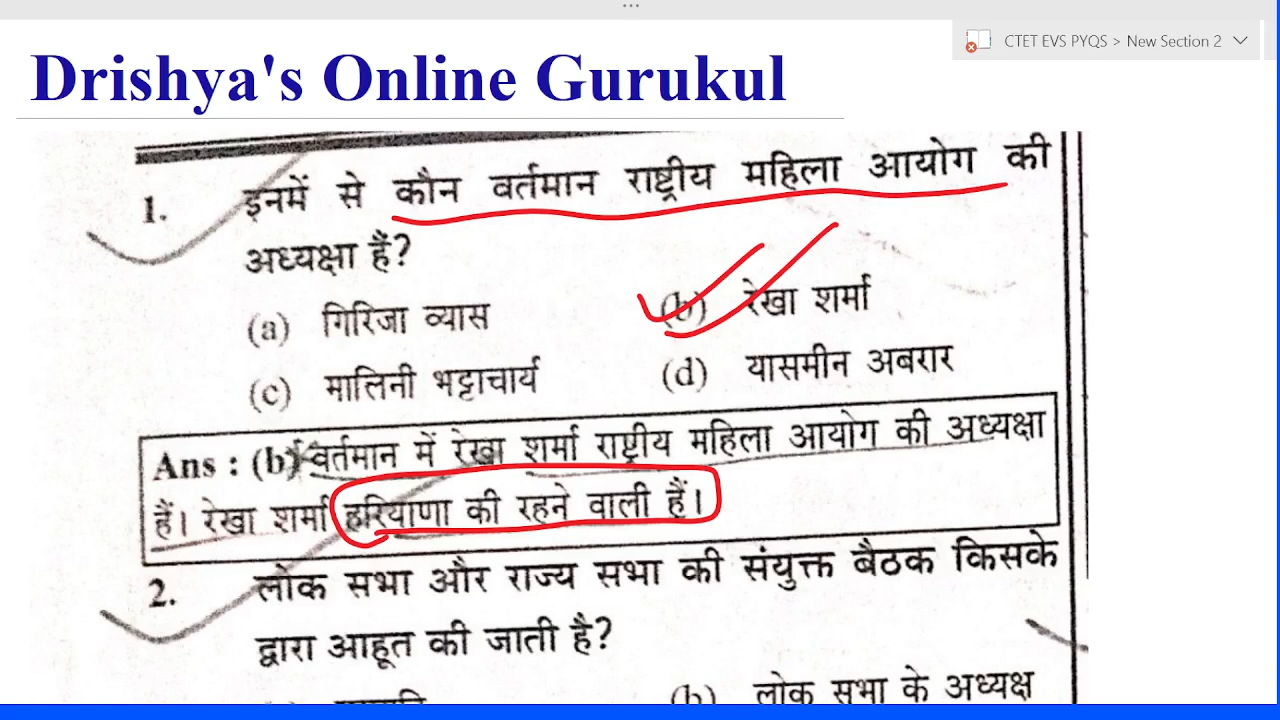 ...
CTET EVS PYQS > New Section 2
Drishya's Online Gurukul
1. इनमें से कौन वर्तमान राष्ट्रीय महिला आयोग की
अध्यक्षा हैं?
(a) गिरिजा व्यास (b) रेखा शर्मा
(c) मालिनी भट्टाचार्य (d) यासमीन अबरार
Ans : (b) वर्तमान में रेखा शर्मा राष्ट्रीय महिला आयोग की अध्यक्षा
हैं। रेखा शर्मा हरियाणा की रहने वाली हैं।
2. लोक सभा और राज्य सभा की संयुक्त बैठक किसके
द्वारा आहूत की जाती है?
(b) लोक सभा के अध्यक्ष